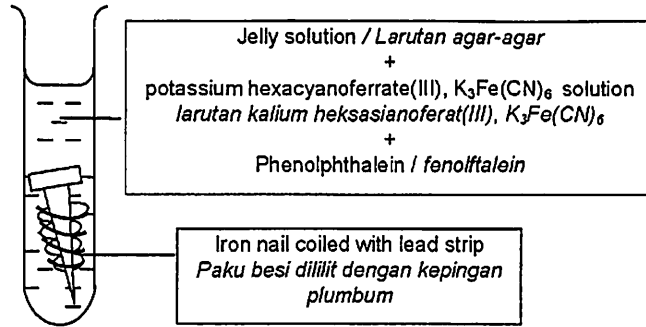 Jelly solution / Larutan agar-agar
+
potassium hexacyanoferrate(III), K₃Fe(CN)₆ solution
larutan kalium heksasianoferat(III), K₃Fe(CN)₆
+
Phenolphthalein / fenolftalein
Iron nail coiled with lead strip
Paku besi dililit dengan kepingan
plumbum